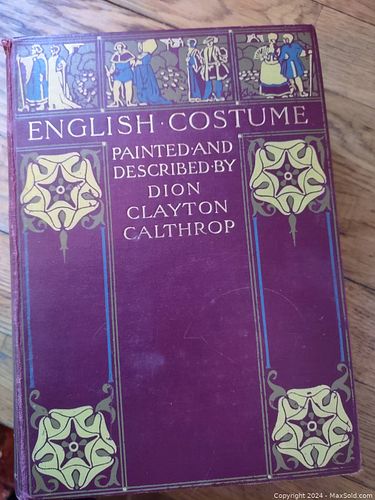 ENGLISH·COSTUME
PAINTED·AND
DESCRIBED·BY
DION
CLAYTON
CALTHROP
Copyright 2024 - MaxSold.com